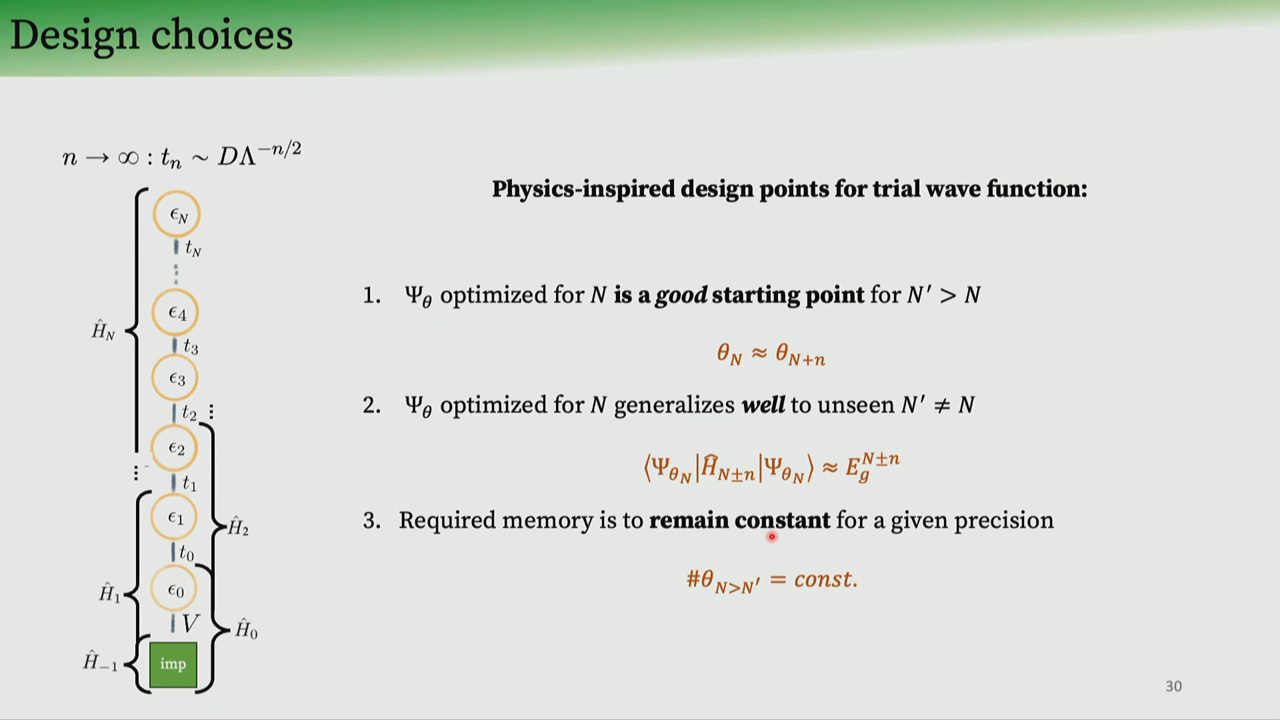 Design choices
n → ∞ : tₙ ∼ DΛ^{−n/2}
Physics-inspired design points for trial wave function:
1. Ψ_θ optimized for N is a good starting point for N′ > N
θ_N ≈ θ_{N+n}
2. Ψ_θ optimized for N generalizes well to unseen N′ ≠ N
⟨Ψ_{θ_N}|Ĥ_{N±n}|Ψ_{θ_N}⟩ ≈ E_g^{N±n}
3. Required memory is to remain constant for a given precision
#θ_{N>N′} = const.
ϵ_N
t_N
⋮
ϵ₄
Ĥ_N
t₃
ϵ₃
t₂ ⋮
ϵ₂
⋮
t₁
ϵ₁
Ĥ₂
t₀
ϵ₀
Ĥ₁
V
Ĥ₀
Ĥ₋₁
imp
30